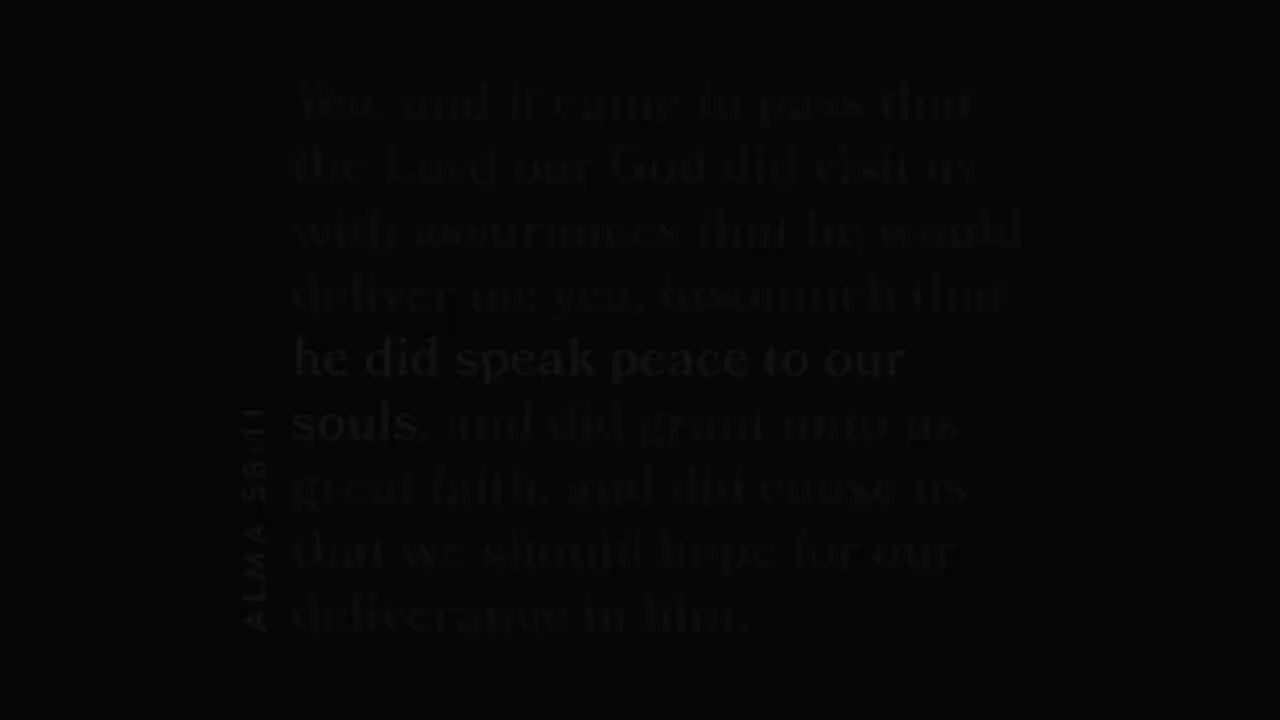 Yea, and it came to pass that
the Lord our God did visit us
with assurances that he would
deliver us; yea, insomuch that
he did speak peace to our
souls, and did grant unto us
great faith, and did cause us
that we should hope for our
deliverance in him.
ALMA 58:11